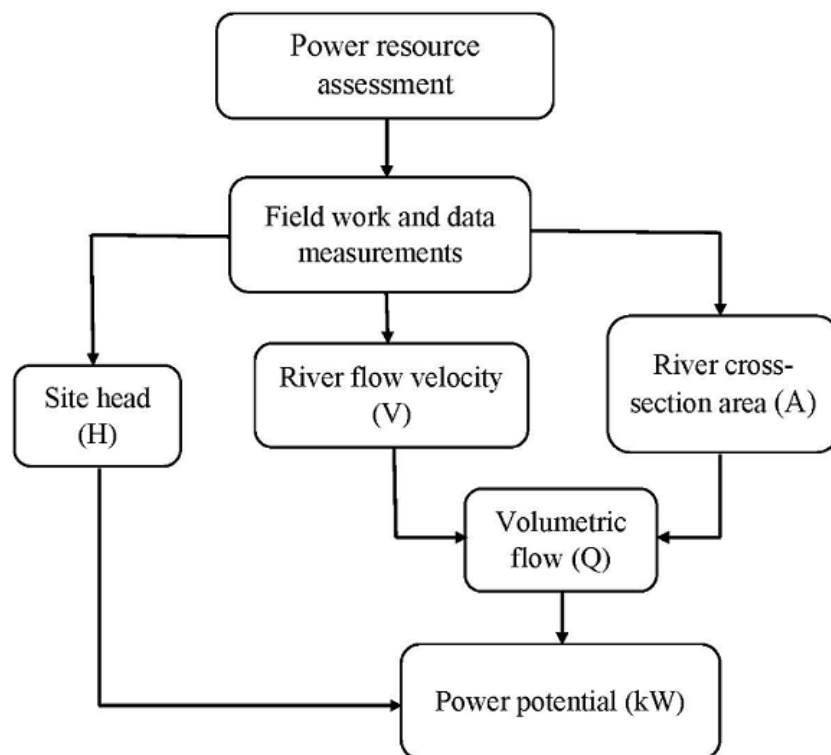 Power resource
assessment
Field work and data
measurements
Site head
(H)
River flow velocity
(V)
River cross-
section area (A)
Volumetric
flow (Q)
Power potential (kW)